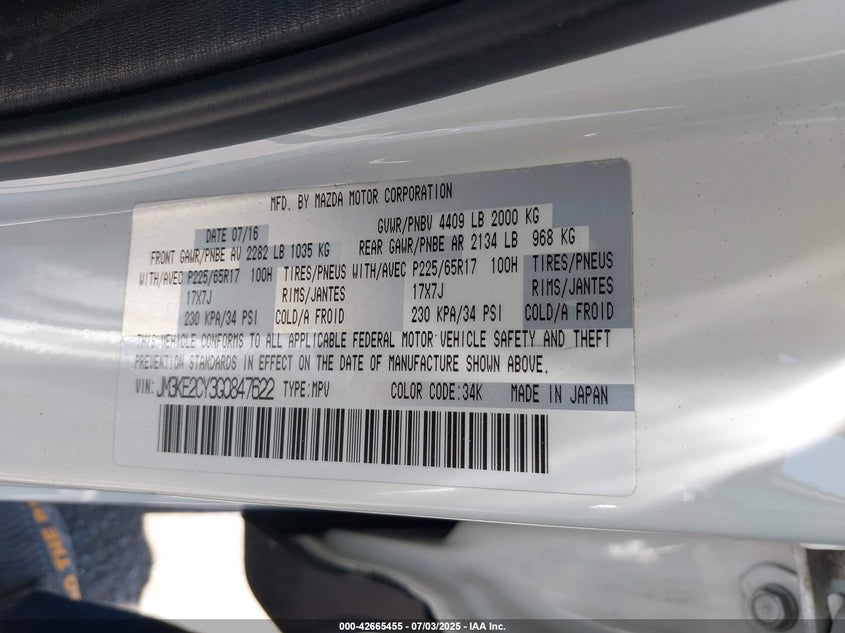 MFD. BY MAZDA MOTOR CORPORATION
DATE 07/16 GVWR/PNBV 4409 LB 2000 KG
FRONT GAWR/PNBE AV 2282 LB 1035 KG REAR GAWR/PNBE AR 2134 LB 968 KG
WITH/AVEC P225/65R17 100H TIRES/PNEUS WITH/AVEC P225/65R17 100H TIRES/PNEUS
17X7J RIMS/JANTES 17X7J RIMS/JANTES
230 KPA/34 PSI COLD/A FROID 230 KPA/34 PSI COLD/A FROID
THIS VEHICLE CONFORMS TO ALL APPLICABLE FEDERAL MOTOR VEHICLE SAFETY AND THEFT
PREVENTION STANDARDS IN EFFECT ON THE DATE OF MANUFACTURE SHOWN ABOVE.
VIN: JM3KE2CY3G0847622 TYPE:MPV COLOR CODE:34K MADE IN JAPAN
TO THE
000-42665455 - 07/03/2025 - IAA Inc.